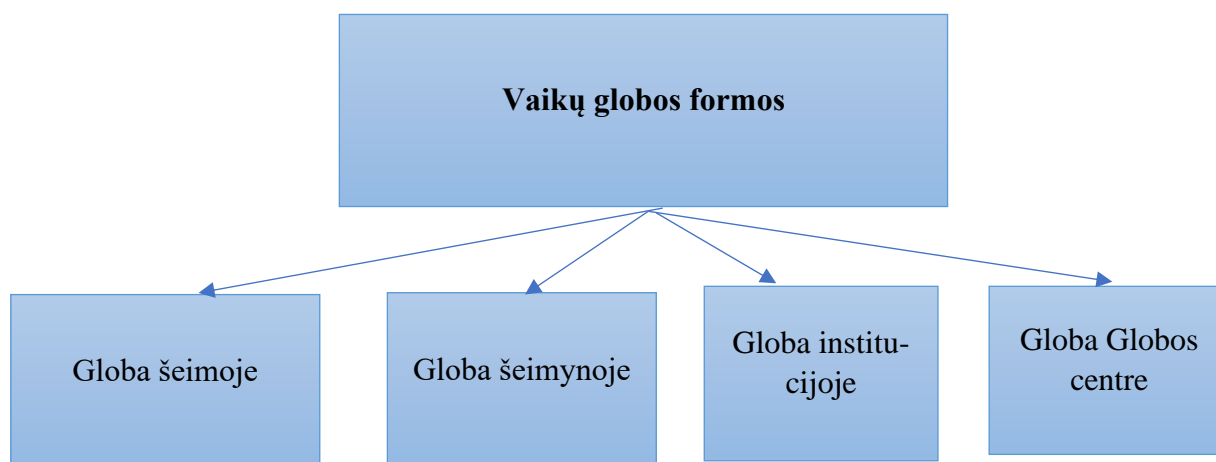 Vaikų globos formos
Globa šeimoje
Globa šeimynoje
Globa institu-
cijoje
Globa Globos
centre